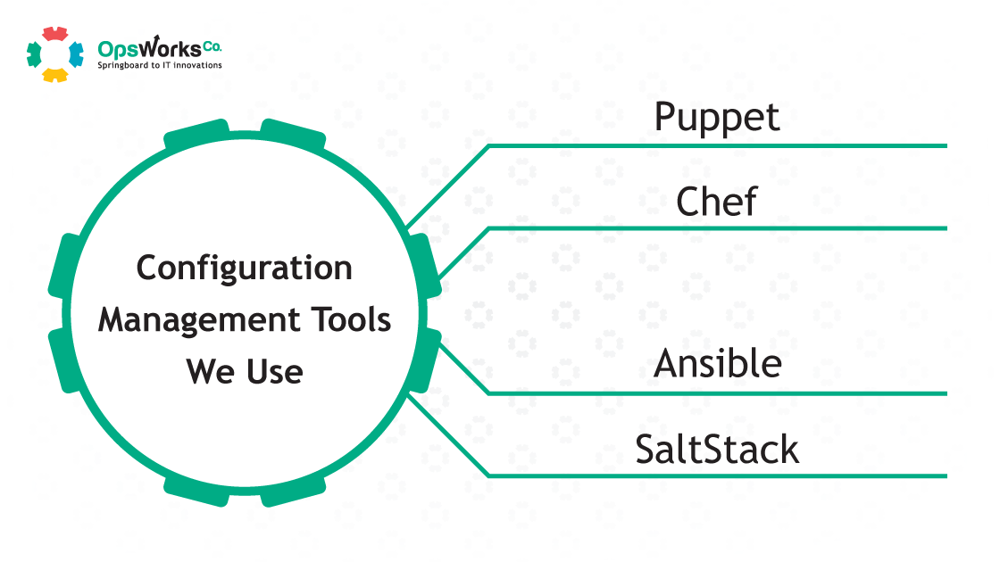 OpsWorks Co.
Springboard to IT innovations
Configuration
Management Tools
We Use
Puppet
Chef
Ansible
SaltStack